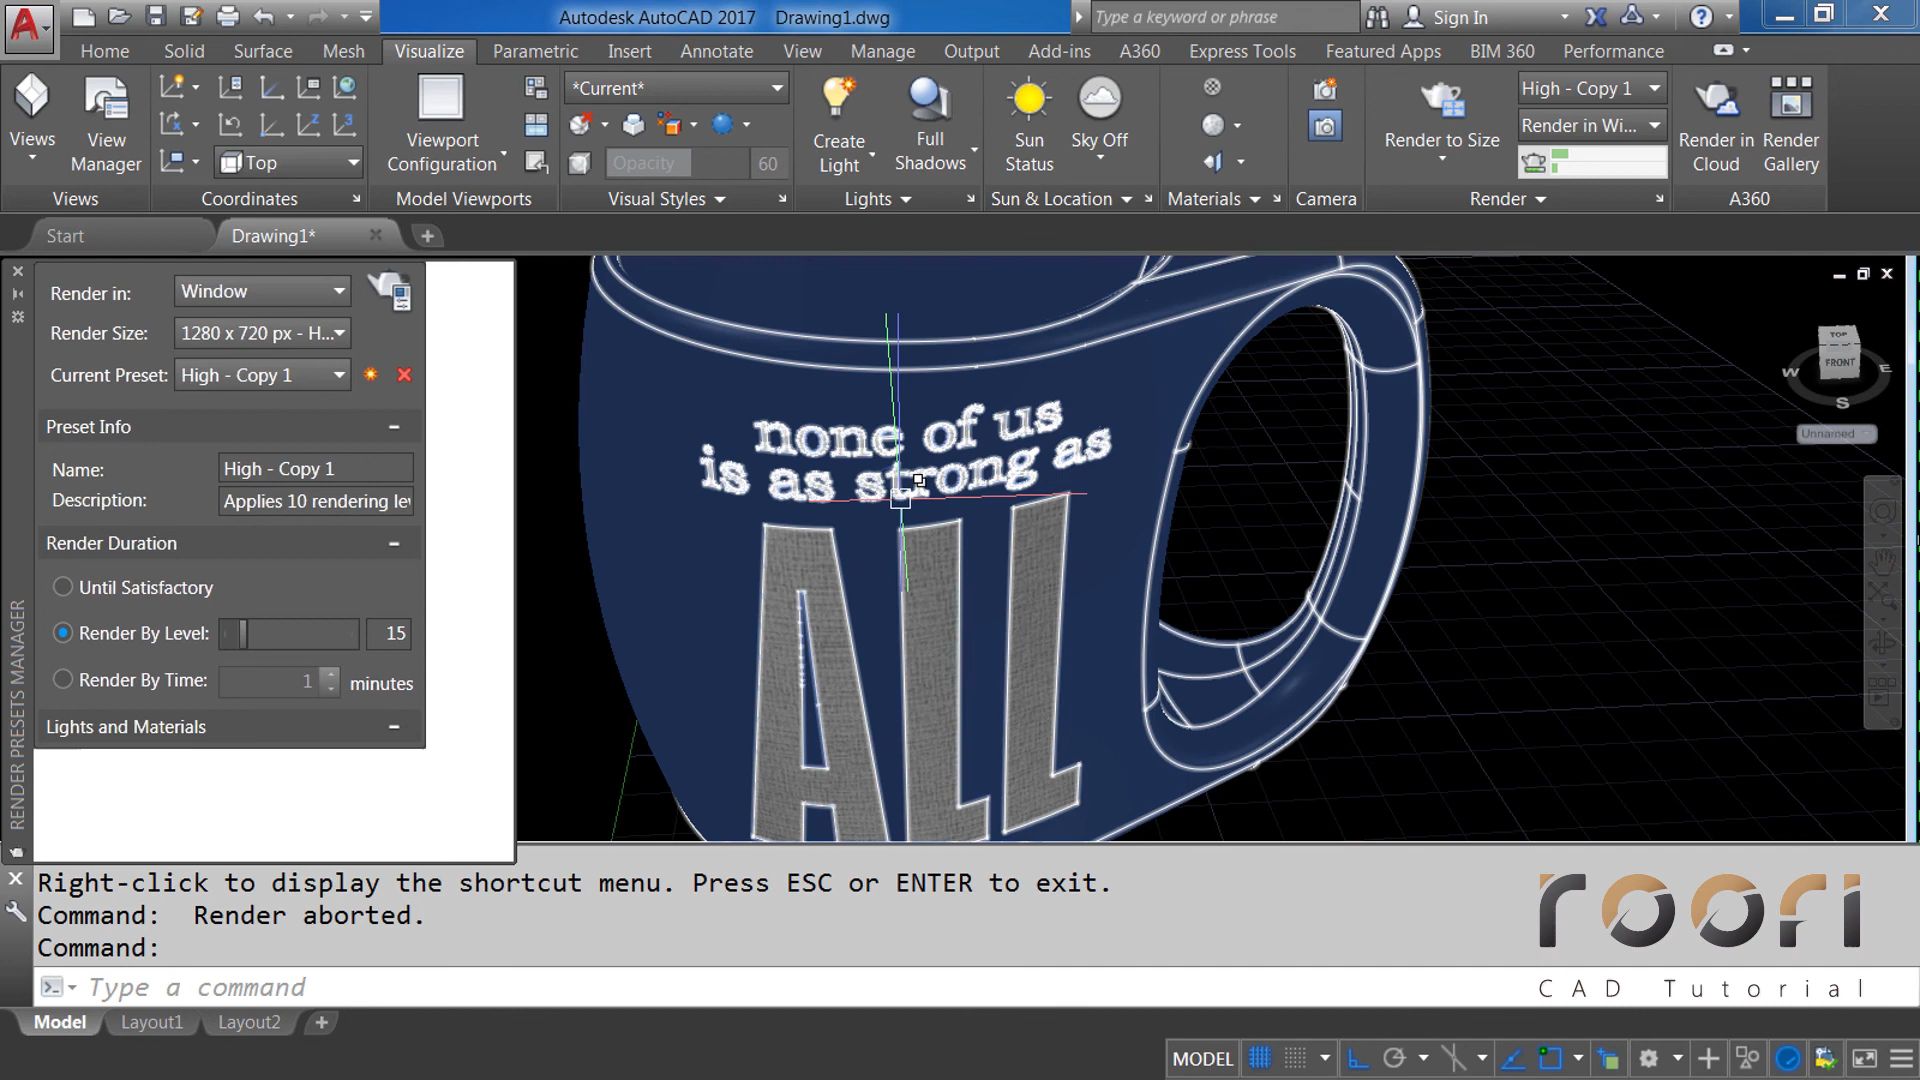 Autodesk AutoCAD 2017 Drawing1.dwg
Type a keyword or phrase
Sign In
Home Solid Surface Mesh Visualize Parametric Insert Annotate View Manage Output Add-ins A360 Express Tools Featured Apps BIM 360 Performance
Views
View Manager
Top
Viewport Configuration
*Current*
Opacity 60
Create Light
Full Shadows
Sun Status
Sky Off
Render to Size
High - Copy 1
Render in Wi...
Render in Cloud
Render Gallery
Views Coordinates Model Viewports Visual Styles Lights Sun & Location Materials Camera Render A360
Start Drawing1*
Render in: Window
Render Size: 1280 x 720 px - H...
Current Preset: High - Copy 1
Preset Info
Name: High - Copy 1
Description: Applies 10 rendering lev
Render Duration
Until Satisfactory
Render By Level: 15
Render By Time: 1 minutes
Lights and Materials
RENDER PRESETS MANAGER
none of us
is as strong as
ALL
TOP
FRONT
W
E
S
Unnamed
Right-click to display the shortcut menu. Press ESC or ENTER to exit.
Command: Render aborted.
Command:
Type a command
roofi
CAD Tutorial
Model Layout1 Layout2
MODEL